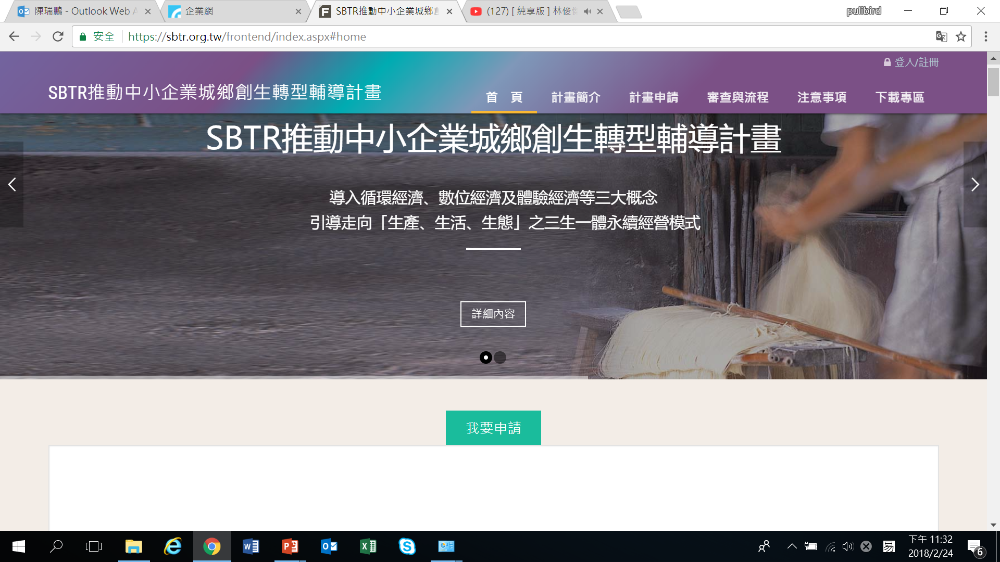 陳瑞鵬 - Outlook Web A
企業網
SBTR推動中小企業城鄉創
(127) [ 純享版 ] 林俊傑
pulibird
安全
https://sbtr.org.tw/frontend/index.aspx#home
登入/註冊
SBTR推動中小企業城鄉創生轉型輔導計畫
首 頁 計畫簡介 計畫申請 審查與流程 注意事項 下載專區
SBTR推動中小企業城鄉創生轉型輔導計畫
導入循環經濟、數位經濟及體驗經濟等三大概念
引導走向「生產、生活、生態」之三生一體永續經營模式
詳細內容
我要申請
易
下午 11:32
2018/2/24
6